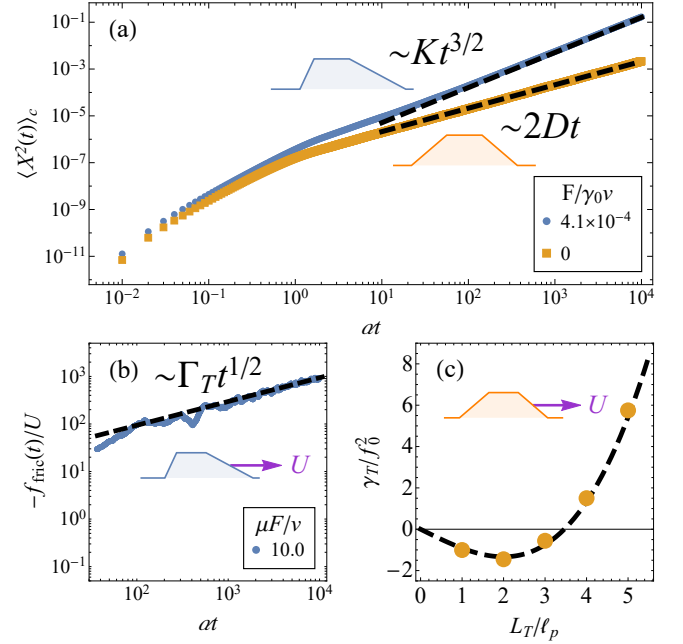 (a)
~Kt^{3/2}
~2Dt
⟨X²(t)⟩_c
10^{-1}
10^{-3}
10^{-5}
10^{-7}
10^{-9}
10^{-11}
F/γ₀v
4.1×10^{-4}
0
10^{-2} 10^{-1} 10^{0} 10^{1} 10^{2} 10^{3} 10^{4}
αt
(b)
~Γ_T t^{1/2}
-f_{fric}(t)/U
10^{3}
10^{2}
10^{1}
10^{0}
10^{-1}
U
μF/v
10.0
10^{2} 10^{3} 10^{4}
αt
(c)
U
γ_T/f_0^2
8
6
4
2
0
-2
0 1 2 3 4 5
L_T/ℓ_p